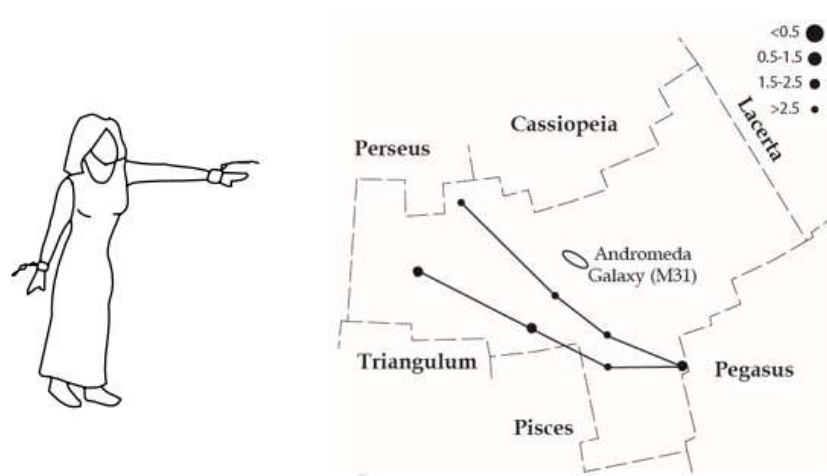 <0.5
0.5-1.5
1.5-2.5
>2.5
Lacerta
Cassiopeia
Perseus
Andromeda
Galaxy (M31)
Triangulum
Pegasus
Pisces